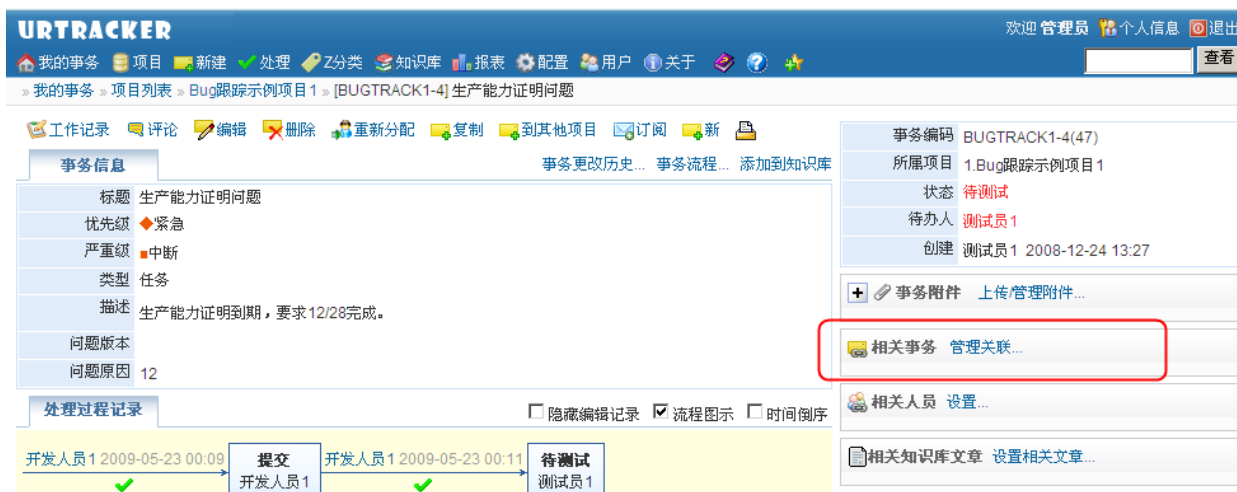 URTRACKER 欢迎 管理员 个人信息 退出
我的事务 项目 新建 处理 Z分类 知识库 报表 配置 用户 关于 查看
» 我的事务 » 项目列表 » Bug跟踪示例项目1 » [BUGTRACK1-4] 生产能力证明问题
工作记录 评论 编辑 删除 重新分配 复制 到其他项目 订阅 新
事务信息 事务更改历史... 事务流程... 添加到知识库
标题 生产能力证明问题
优先级 紧急
严重级 中断
类型 任务
描述 生产能力证明到期，要求12/28完成。
问题版本
问题原因 12
处理过程记录 隐藏编辑记录 流程图示 时间倒序
开发人员1 2009-05-23 00:09 提交 开发人员1 2009-05-23 00:11 待测试
开发人员1 测试员1
事务编码 BUGTRACK1-4(47)
所属项目 1.Bug跟踪示例项目1
状态 待测试
待办人 测试员1
创建 测试员1 2008-12-24 13:27
事务附件 上传/管理附件...
相关事务 管理关联...
相关人员 设置...
相关知识库文章 设置相关文章...